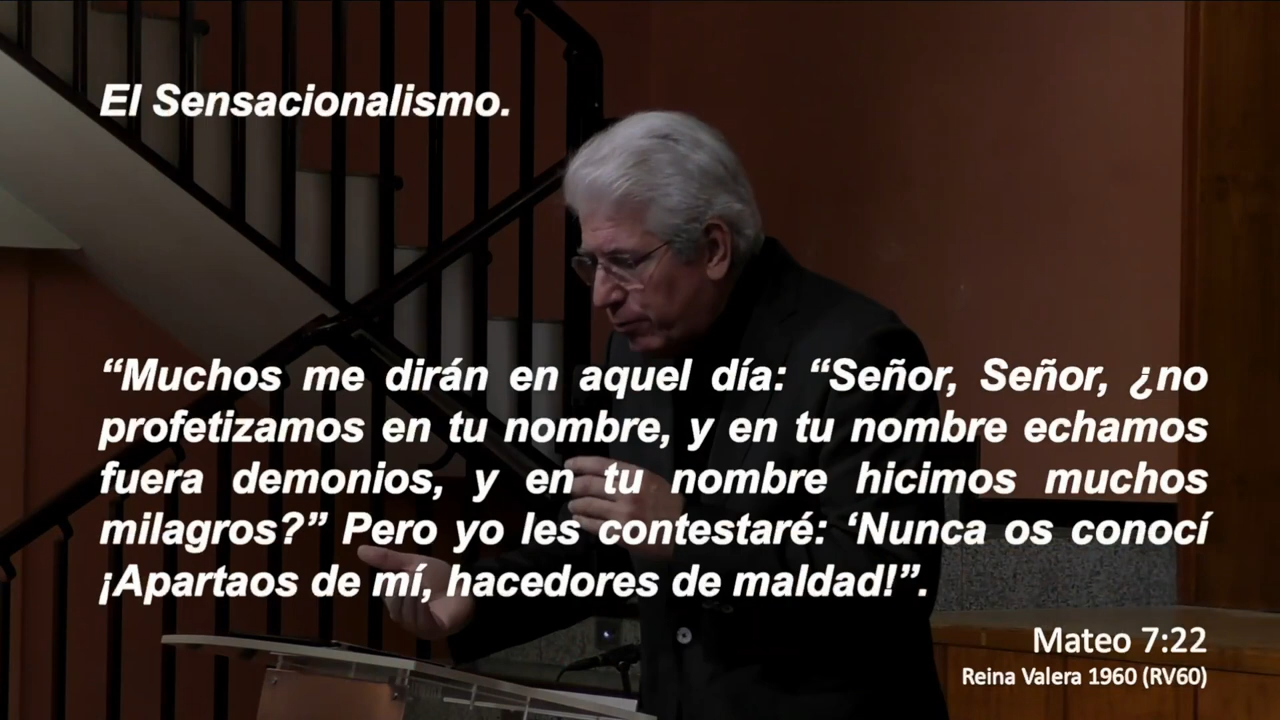 El Sensacionalismo.
“Muchos me dirán en aquel día: “Señor, Señor, ¿no
profetizamos en tu nombre, y en tu nombre echamos
fuera demonios, y en tu nombre hicimos muchos
milagros?” Pero yo les contestaré: ‘Nunca os conocí
¡Apartaos de mí, hacedores de maldad!”.
Mateo 7:22
Reina Valera 1960 (RV60)